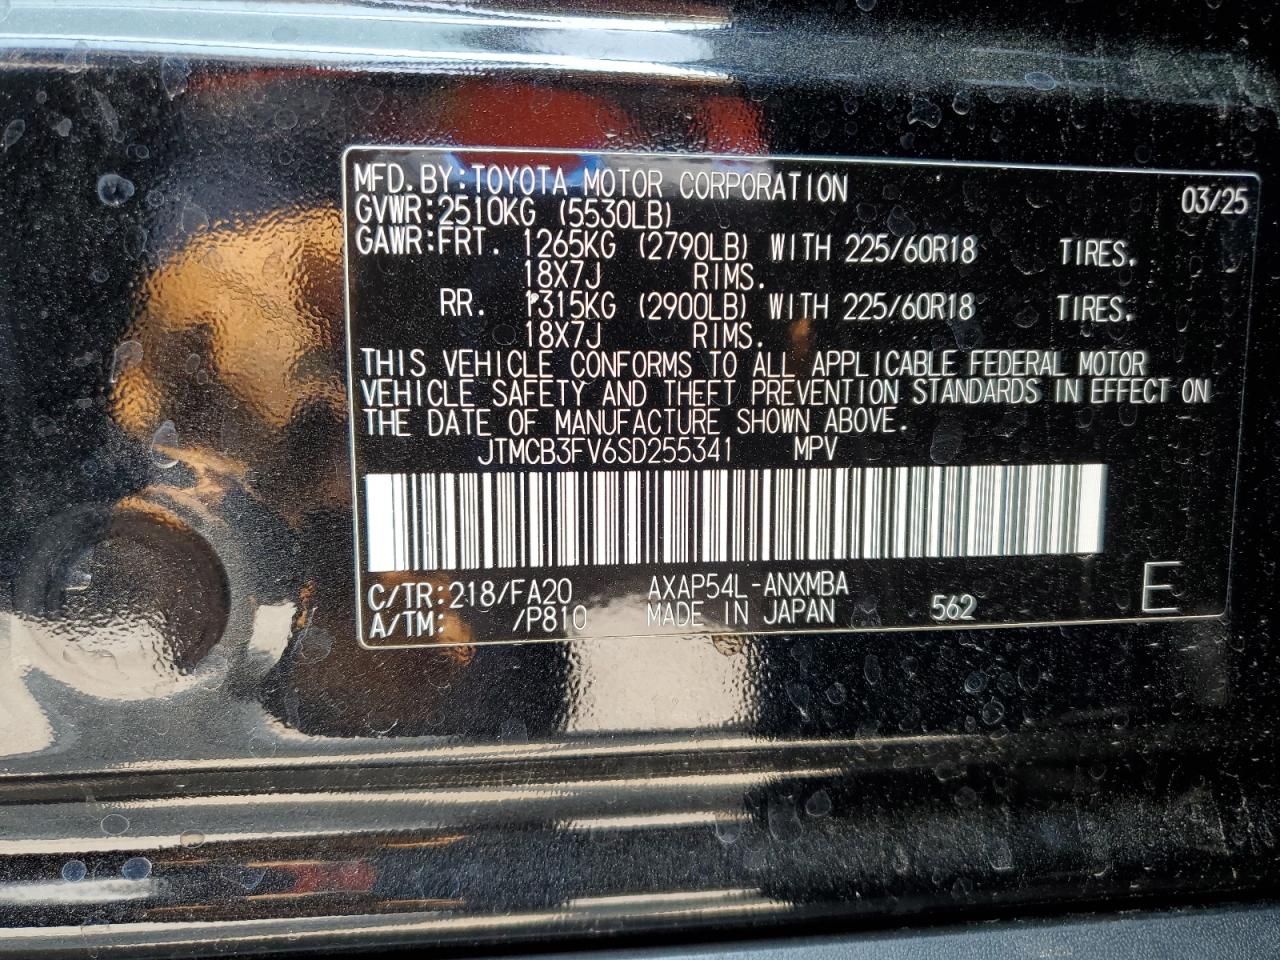 MFD.BY:TOYOTA MOTOR CORPORATION 03/25
GVWR:2510KG (5530LB)
GAWR:FRT. 1265KG (2790LB) WITH 225/60R18 TIRES.
18X7J RIMS.
RR. 1315KG (2900LB) WITH 225/60R18 TIRES.
18X7J RIMS.
THIS VEHICLE CONFORMS TO ALL APPLICABLE FEDERAL MOTOR
VEHICLE SAFETY AND THEFT PREVENTION STANDARDS IN EFFECT ON
THE DATE OF MANUFACTURE SHOWN ABOVE.
JTMCB3FV6SD255341 MPV
C/TR:218/FA20 AXAP54L-ANXMBA
A/TM: /P810 MADE IN JAPAN 562 E